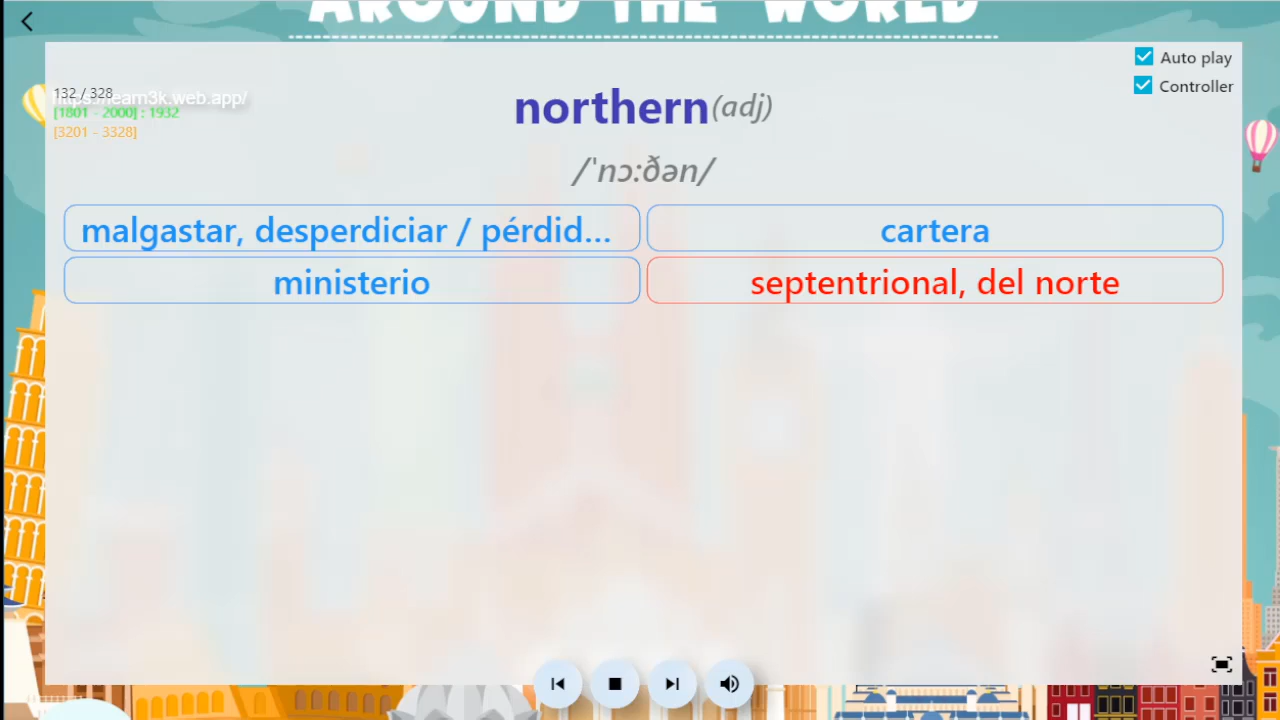 AROUND THE WORLD
Auto play
Controller
132 / 328
https://learn3k.web.app/
[1801 - 2000] : 1932
[3201 - 3328]
northern(adj)
/ˈnɔːðən/
malgastar, desperdiciar / pérdid...
cartera
ministerio
septentrional, del norte